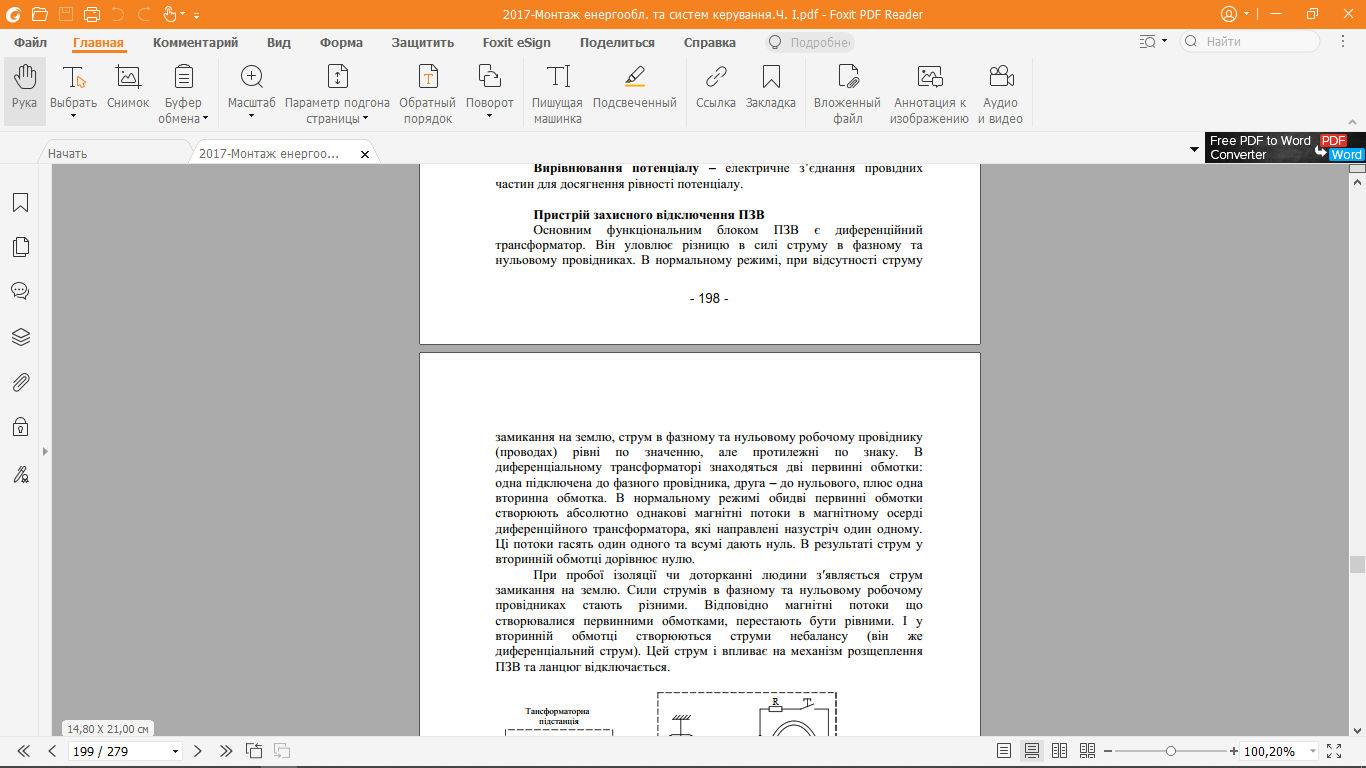 2017-Монтаж енергообл. та систем керування.Ч. I.pdf - Foxit PDF Reader
Файл Главная Комментарий Вид Форма Защитить Foxit eSign Поделиться Справка Подробнее Найти
Рука Выбрать Снимок Буфер обмена Масштаб Параметр подгона страницы Обратный порядок Поворот Пишущая машинка Подсвеченный Ссылка Закладка Вложенный файл Аннотация к изображению Аудио и видео
Начать 2017-Монтаж енергоо...
Free PDF to Word PDF
Converter Word
Вирівнювання потенціалу – електричне з’єднання провідних
частин для досягнення рівності потенціалу.
Пристрій захисного відключення ПЗВ
Основним функціональним блоком ПЗВ є диференційний
трансформатор. Він уловлює різницю в силі струму в фазному та
нульовому провідниках. В нормальному режимі, при відсутності струму
- 198 -
замикання на землю, струм в фазному та нульовому робочому провіднику
(проводах) рівні по значенню, але протилежні по знаку. В
диференціальному трансформаторі знаходяться дві первинні обмотки:
одна підключена до фазного провідника, друга – до нульового, плюс одна
вторинна обмотка. В нормальному режимі обидві первинні обмотки
створюють абсолютно однакові магнітні потоки в магнітному осерді
диференційного трансформатора, які направлені назустріч один одному.
Ці потоки гасять один одного та всумі дають нуль. В результаті струм у
вторинній обмотці дорівнює нулю.
При пробої ізоляції чи доторканні людини з′являється струм
замикання на землю. Сили струмів в фазному та нульовому робочому
провідниках стають різними. Відповідно магнітні потоки що
створювалися первинними обмотками, перестають бути рівними. І у
вторинній обмотці створюються струми небалансу (він же
диференціальний струм). Цей струм і впливає на механізм розщеплення
ПЗВ та ланцюг відключається.
Тансформаторна
підстанція
R T
14,80 X 21,00 см
199 / 279 100,20%